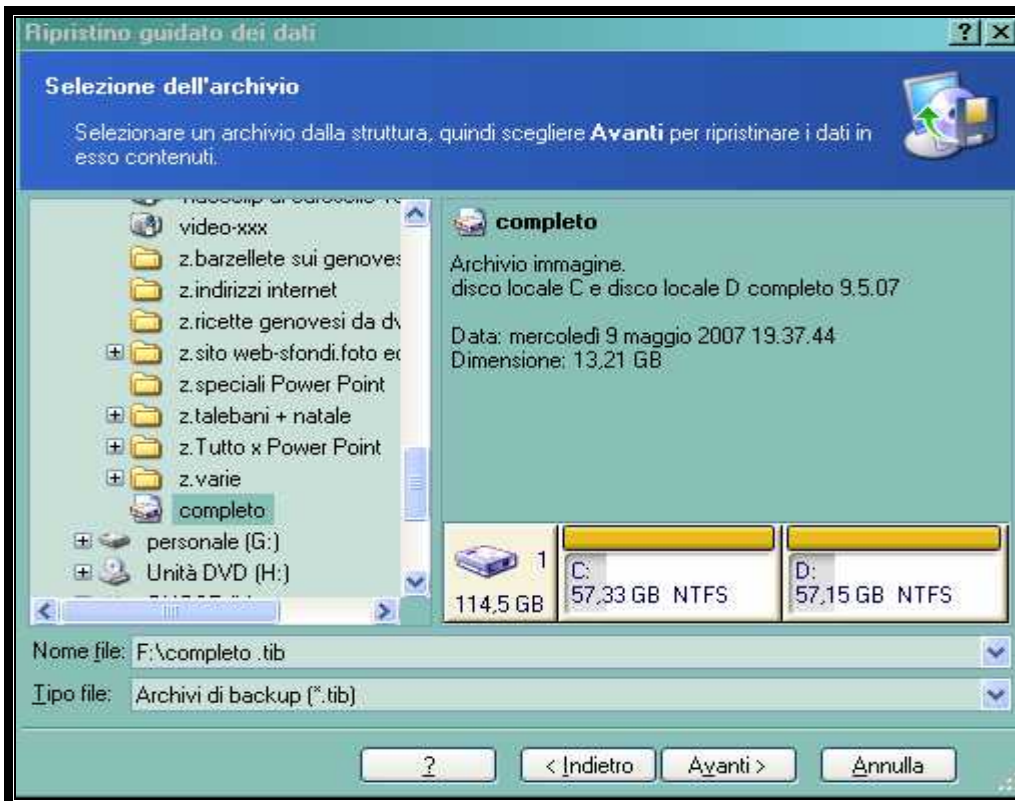 Ripristino guidato dei dati
Selezione dell'archivio
Selezionare un archivio dalla struttura, quindi scegliere Avanti per ripristinare i dati in
esso contenuti.
video-xxx
z.barzellete sui genoves
z.indirizzi internet
z.ricette genovesi da dv
z.sito web-sfondi.foto ec
z.speciali Power Point
z.talebani + natale
z.Tutto x Power Point
z.varie
completo
personale (G:)
Unità DVD (H:)
completo
Archivio immagine.
disco locale C e disco locale D completo 9.5.07
Data: mercoledì 9 maggio 2007 19.37.44
Dimensione: 13,21 GB
1
114,5 GB
C:
57,33 GB NTFS
D:
57,15 GB NTFS
Nome file: F:\completo .tib
Tipo file: Archivi di backup (*.tib)
?
< Indietro
Avanti >
Annulla